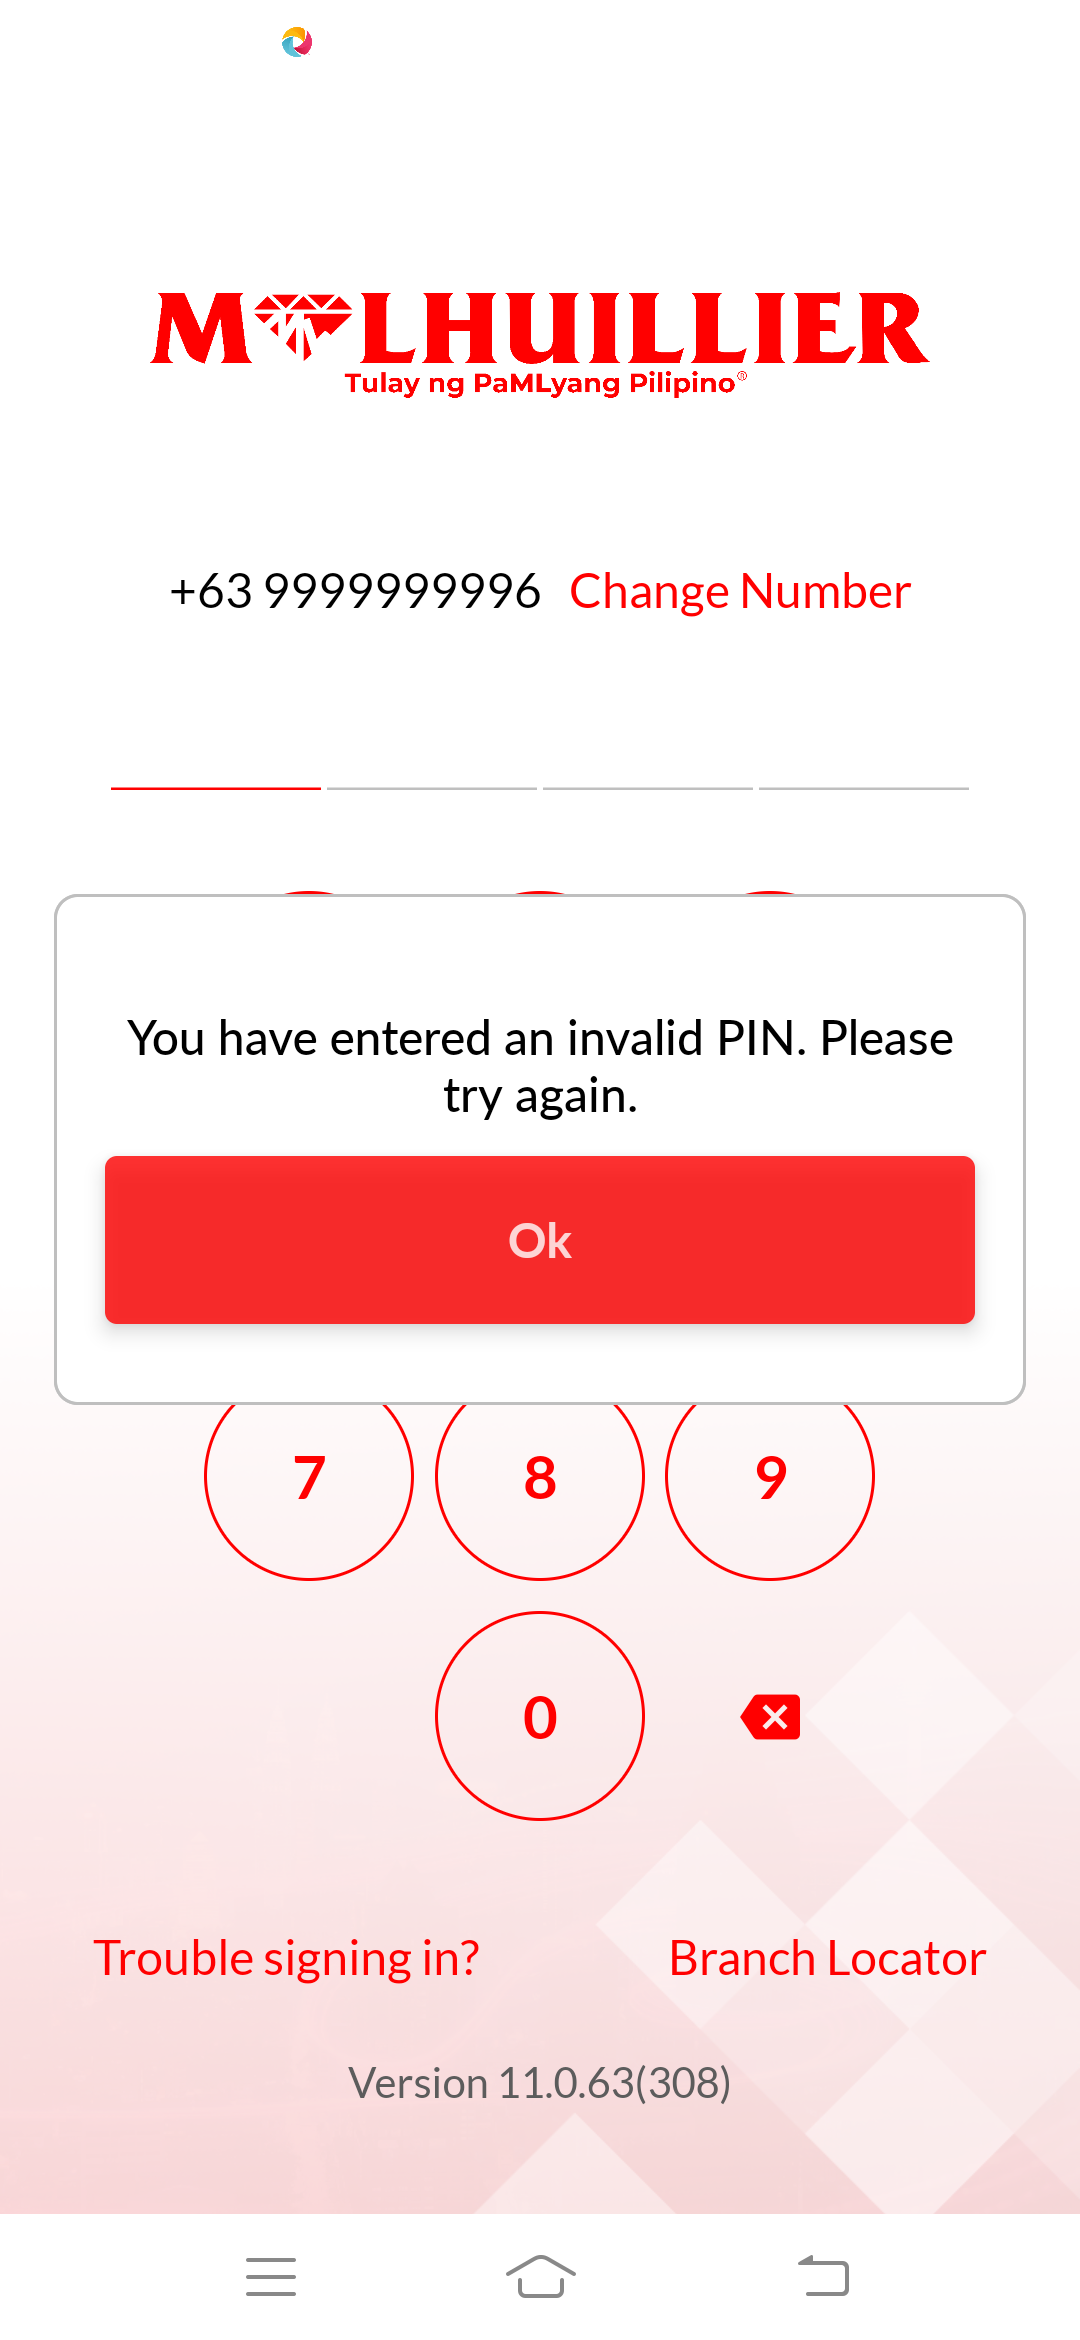 M LHUILLIER
Tulay ng PaMLyang Pilipino®
+63 9999999996 Change Number
You have entered an invalid PIN. Please
try again.
Ok
7 8 9
0
Trouble signing in? Branch Locator
Version 11.0.63(308)